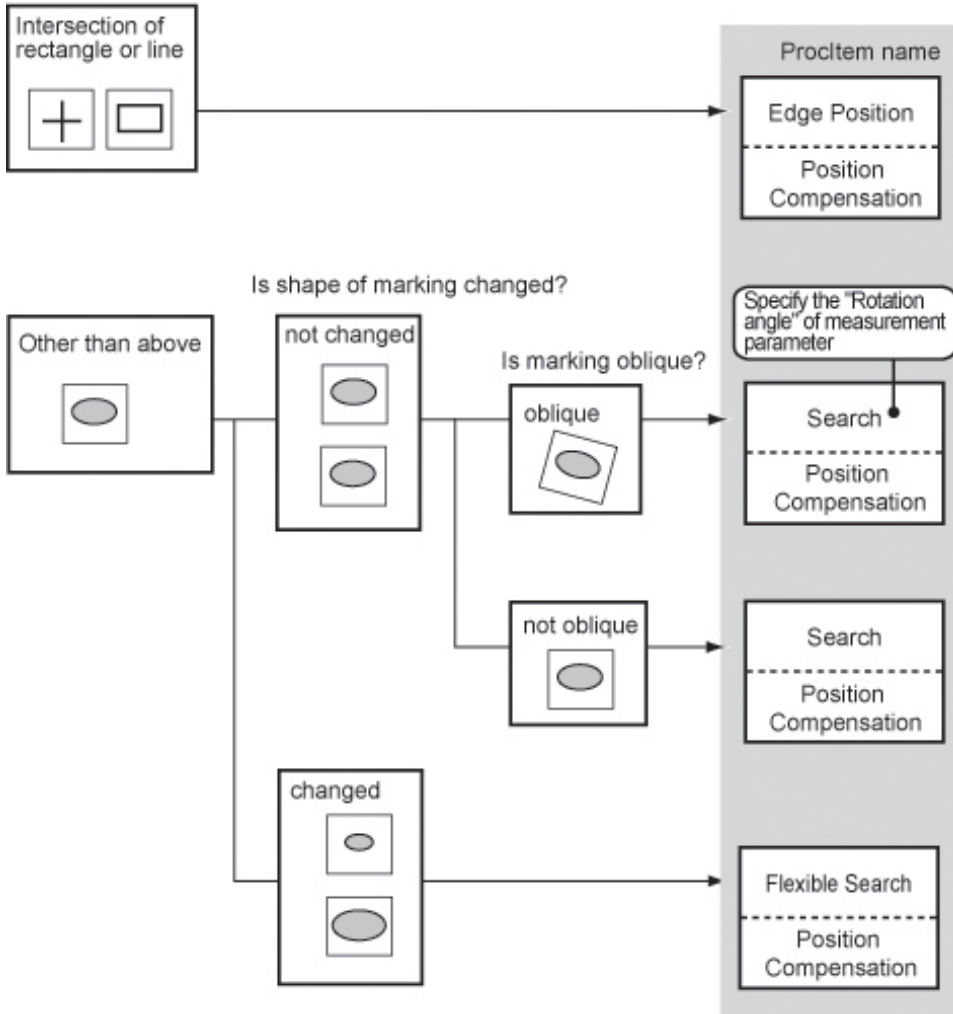 Intersection of
rectangle or line
ProcItem name
Edge Position
Position
Compensation
Is shape of marking changed?
Specify the "Rotation
angle" of measurement
parameter
Other than above
not changed
Is marking oblique?
oblique
Search
Position
Compensation
not oblique
Search
Position
Compensation
changed
Flexible Search
Position
Compensation